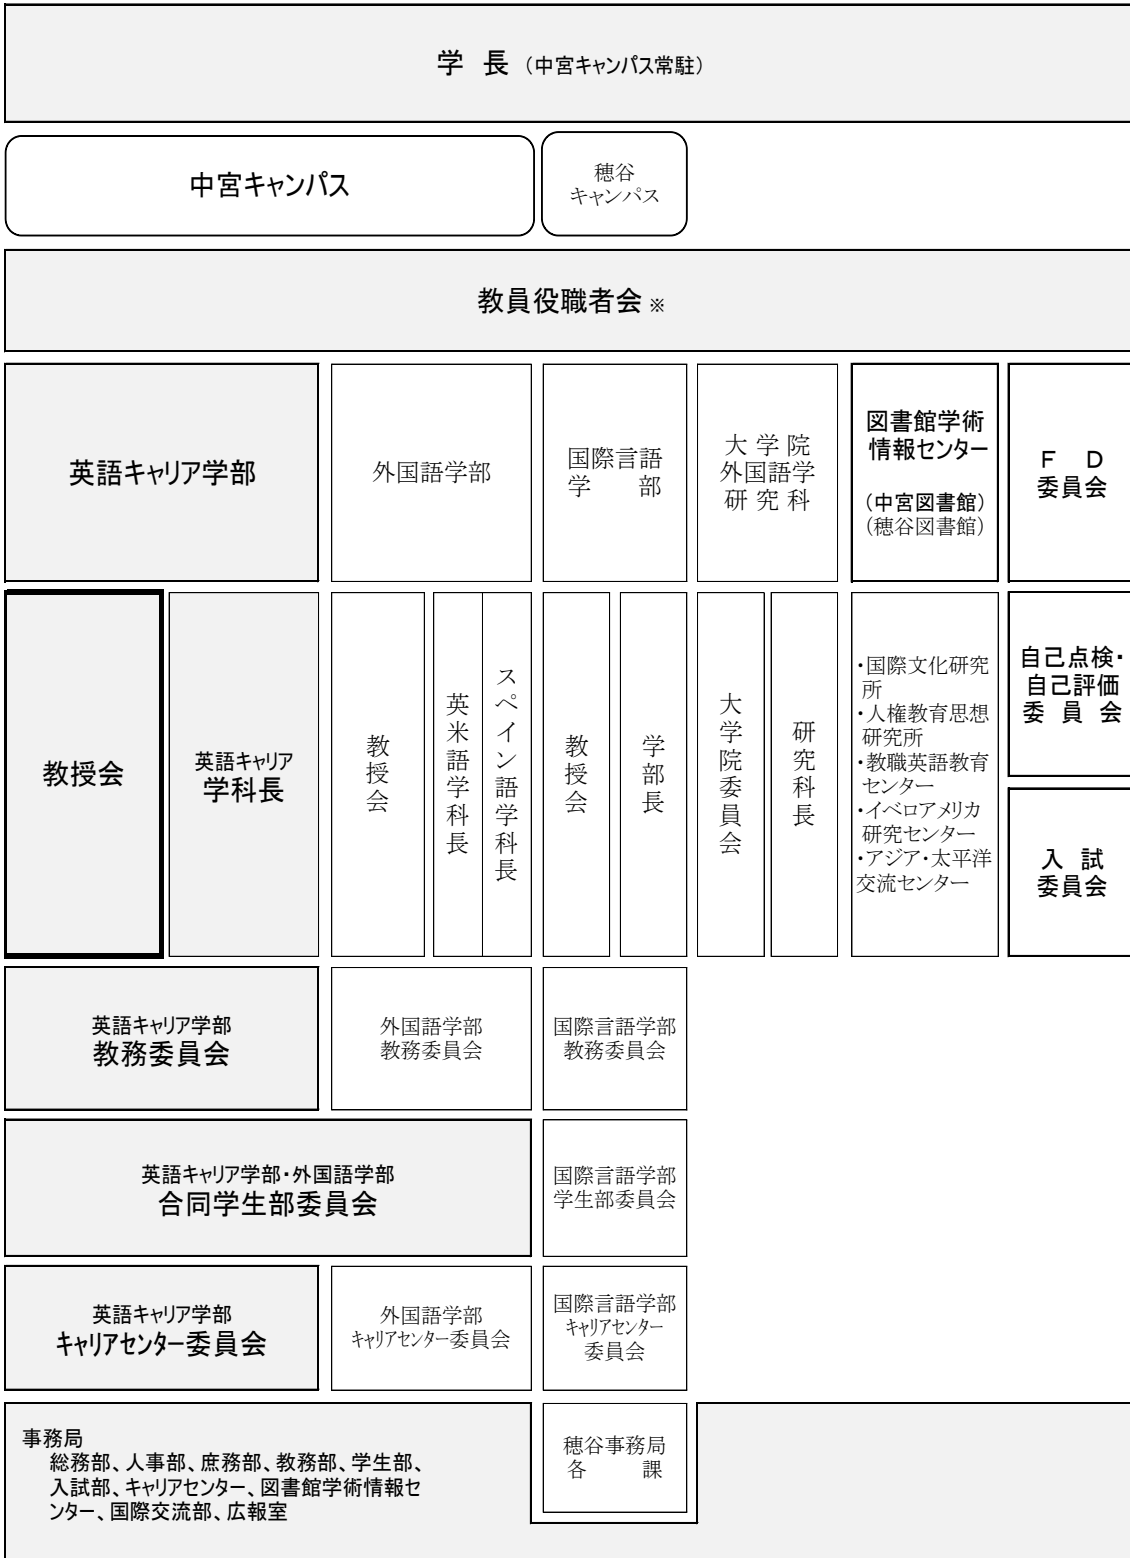 学 長（中宮キャンパス常駐）
中宮キャンパス
穂谷
キャンパス
教員役職者会 ※
英語キャリア学部
外国語学部
国際言語
学 部
大 学 院
外国語学
研 究 科
図書館学術
情報センター
（中宮図書館）
（穂谷図書館）
Ｆ Ｄ
委員会
教授会
英語キャリア
学科長
教授会
英米語学科長
スペイン語学科長
教授会
学部長
大学院委員会
研究科長
・国際文化研究
所
・人権教育思想
研究所
・教職英語教育
センター
・イベロアメリカ
研究センター
・アジア・太平洋
交流センター
自己点検・
自己評価
委 員 会
入 試
委員会
英語キャリア学部
教務委員会
外国語学部
教務委員会
国際言語学部
教務委員会
英語キャリア学部・外国語学部
合同学生部委員会
国際言語学部
学生部委員会
英語キャリア学部
キャリアセンター委員会
外国語学部
キャリアセンター委員会
国際言語学部
キャリアセンター
委員会
事務局
総務部、人事部、庶務部、教務部、学生部、
入試部、キャリアセンター、図書館学術情報セ
ンター、国際交流部、広報室
穂谷事務局
各 課